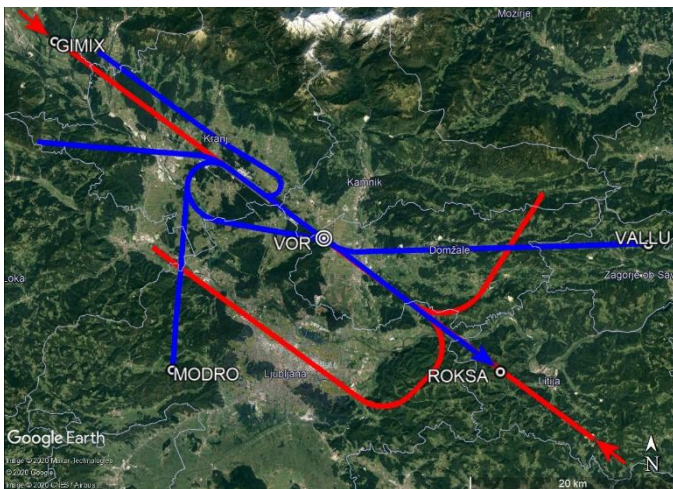 Mozirje
GIMIX
Kranj
Kamnik
VOR
Domžale
VALLU
Loka
Zagorje ob Sav
MODRO
Ljubljana
ROKSA
Litija
Google Earth
Image © 2020 Maxar Technologies
© 2020 Google
Image © 2020 CNES / Airbus
N
20 km